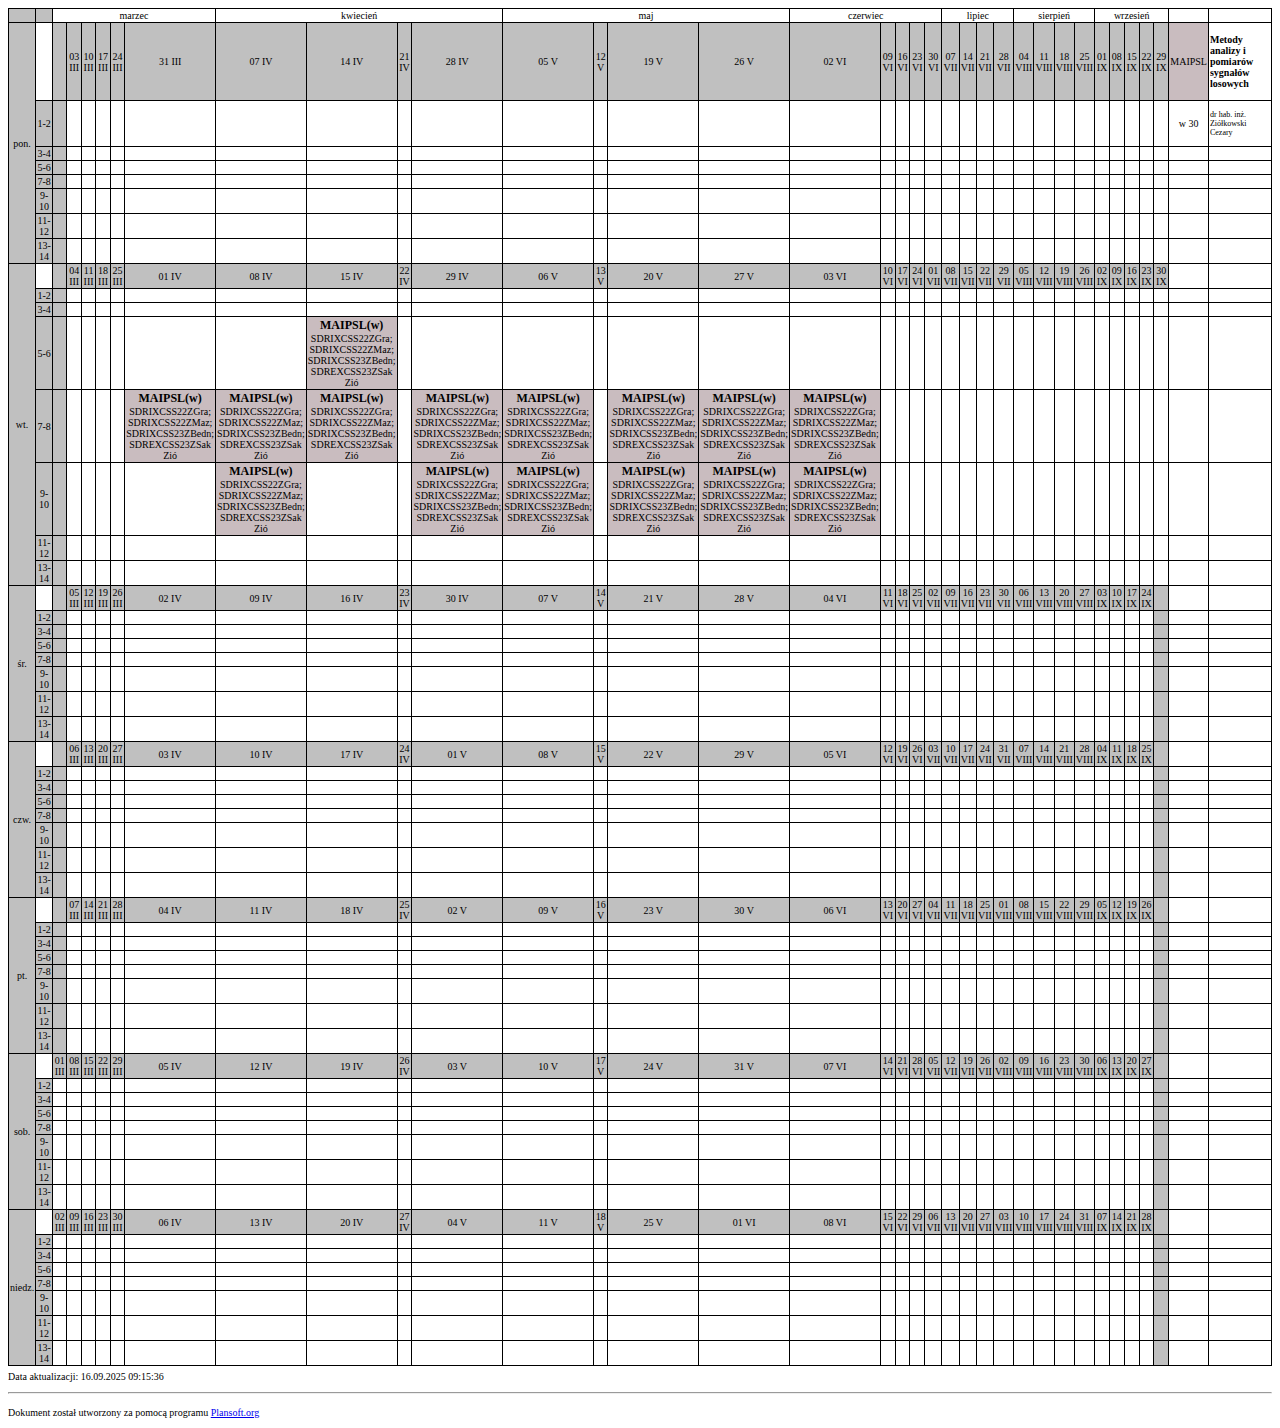 marzec kwiecień maj czerwiec lipiec sierpień wrzesień
pon. 03 III 10 III 17 III 24 III 31 III 07 IV 14 IV 21 IV 28 IV 05 V 12 V 19 V 26 V 02 VI 09 VI 16 VI 23 VI 30 VI 07 VII 14 VII 21 VII 28 VII 04 VIII 11 VIII 18 VIII 25 VIII 01 IX 08 IX 15 IX 22 IX 29 IX MAIPSL Metody analizy i pomiarów sygnałów losowych
1-2 w 30 dr hab. inż. Ziółkowski Cezary
3-4
5-6
7-8
9-10
11-12
13-14
wt. 04 III 11 III 18 III 25 III 01 IV 08 IV 15 IV 22 IV 29 IV 06 V 13 V 20 V 27 V 03 VI 10 VI 17 VI 24 VI 01 VII 08 VII 15 VII 22 VII 29 VII 05 VIII 12 VIII 19 VIII 26 VIII 02 IX 09 IX 16 IX 23 IX 30 IX
1-2
3-4
5-6
MAIPSL(w)
SDRIXCSS22ZGra;
SDRIXCSS22ZMaz;
SDRIXCSS23ZBedn;
SDREXCSS23ZSak
Zió
7-8
MAIPSL(w) MAIPSL(w) MAIPSL(w) MAIPSL(w) MAIPSL(w) MAIPSL(w) MAIPSL(w) MAIPSL(w)
SDRIXCSS22ZGra; SDRIXCSS22ZGra; SDRIXCSS22ZGra; SDRIXCSS22ZGra; SDRIXCSS22ZGra; SDRIXCSS22ZGra; SDRIXCSS22ZGra; SDRIXCSS22ZGra;
SDRIXCSS22ZMaz; SDRIXCSS22ZMaz; SDRIXCSS22ZMaz; SDRIXCSS22ZMaz; SDRIXCSS22ZMaz; SDRIXCSS22ZMaz; SDRIXCSS22ZMaz; SDRIXCSS22ZMaz;
SDRIXCSS23ZBedn; SDRIXCSS23ZBedn; SDRIXCSS23ZBedn; SDRIXCSS23ZBedn; SDRIXCSS23ZBedn; SDRIXCSS23ZBedn; SDRIXCSS23ZBedn; SDRIXCSS23ZBedn;
SDREXCSS23ZSak SDREXCSS23ZSak SDREXCSS23ZSak SDREXCSS23ZSak SDREXCSS23ZSak SDREXCSS23ZSak SDREXCSS23ZSak SDREXCSS23ZSak
Zió Zió Zió Zió Zió Zió Zió Zió
9-10
MAIPSL(w) MAIPSL(w) MAIPSL(w) MAIPSL(w) MAIPSL(w) MAIPSL(w)
SDRIXCSS22ZGra; SDRIXCSS22ZGra; SDRIXCSS22ZGra; SDRIXCSS22ZGra; SDRIXCSS22ZGra; SDRIXCSS22ZGra;
SDRIXCSS22ZMaz; SDRIXCSS22ZMaz; SDRIXCSS22ZMaz; SDRIXCSS22ZMaz; SDRIXCSS22ZMaz; SDRIXCSS22ZMaz;
SDRIXCSS23ZBedn; SDRIXCSS23ZBedn; SDRIXCSS23ZBedn; SDRIXCSS23ZBedn; SDRIXCSS23ZBedn; SDRIXCSS23ZBedn;
SDREXCSS23ZSak SDREXCSS23ZSak SDREXCSS23ZSak SDREXCSS23ZSak SDREXCSS23ZSak SDREXCSS23ZSak
Zió Zió Zió Zió Zió Zió
11-12
13-14
śr. 05 III 12 III 19 III 26 III 02 IV 09 IV 16 IV 23 IV 30 IV 07 V 14 V 21 V 28 V 04 VI 11 VI 18 VI 25 VI 02 VII 09 VII 16 VII 23 VII 30 VII 06 VIII 13 VIII 20 VIII 27 VIII 03 IX 10 IX 17 IX 24 IX
1-2
3-4
5-6
7-8
9-10
11-12
13-14
czw. 06 III 13 III 20 III 27 III 03 IV 10 IV 17 IV 24 IV 01 V 08 V 15 V 22 V 29 V 05 VI 12 VI 19 VI 26 VI 03 VII 10 VII 17 VII 24 VII 31 VII 07 VIII 14 VIII 21 VIII 28 VIII 04 IX 11 IX 18 IX 25 IX
1-2
3-4
5-6
7-8
9-10
11-12
13-14
pt. 07 III 14 III 21 III 28 III 04 IV 11 IV 18 IV 25 IV 02 V 09 V 16 V 23 V 30 V 06 VI 13 VI 20 VI 27 VI 04 VII 11 VII 18 VII 25 VII 01 VIII 08 VIII 15 VIII 22 VIII 29 VIII 05 IX 12 IX 19 IX 26 IX
1-2
3-4
5-6
7-8
9-10
11-12
13-14
sob. 01 III 08 III 15 III 22 III 29 III 05 IV 12 IV 19 IV 26 IV 03 V 10 V 17 V 24 V 31 V 07 VI 14 VI 21 VI 28 VI 05 VII 12 VII 19 VII 26 VII 02 VIII 09 VIII 16 VIII 23 VIII 30 VIII 06 IX 13 IX 20 IX 27 IX
1-2
3-4
5-6
7-8
9-10
11-12
13-14
niedz. 02 III 09 III 16 III 23 III 30 III 06 IV 13 IV 20 IV 27 IV 04 V 11 V 18 V 25 V 01 VI 08 VI 15 VI 22 VI 29 VI 06 VII 13 VII 20 VII 27 VII 03 VIII 10 VIII 17 VIII 24 VIII 31 VIII 07 IX 14 IX 21 IX 28 IX
1-2
3-4
5-6
7-8
9-10
11-12
13-14
Data aktualizacji: 16.09.2025 09:15:36
Dokument został utworzony za pomocą programu Plansoft.org